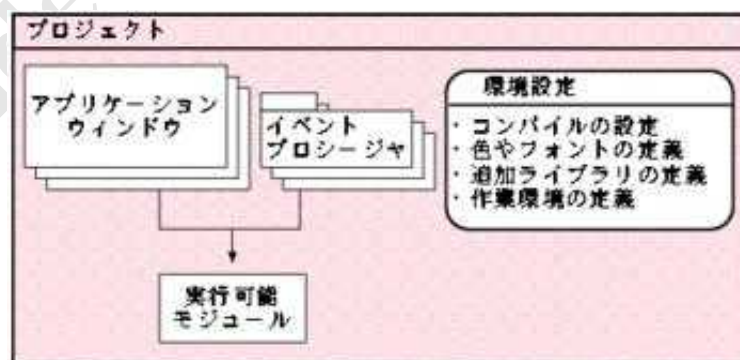 プロジェクト
アプリケーション
ウィンドウ
イベント
プロシージャ
環境設定
・コンパイルの設定
・色やフォントの定義
・追加ライブラリの定義
・作業環境の定義
実行可能
モジュール